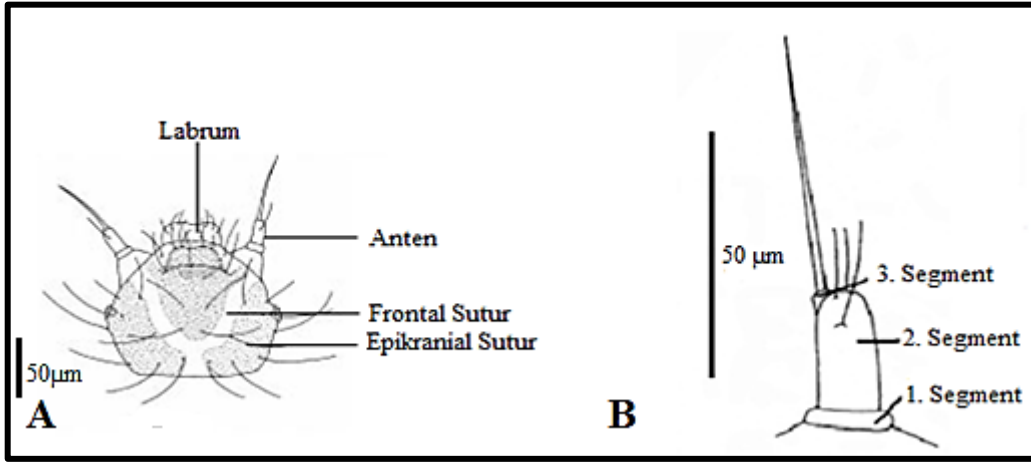 Labrum
Anten
Frontal Sutur
Epikranial Sutur
50μm
A
50 μm
3. Segment
2. Segment
1. Segment
B